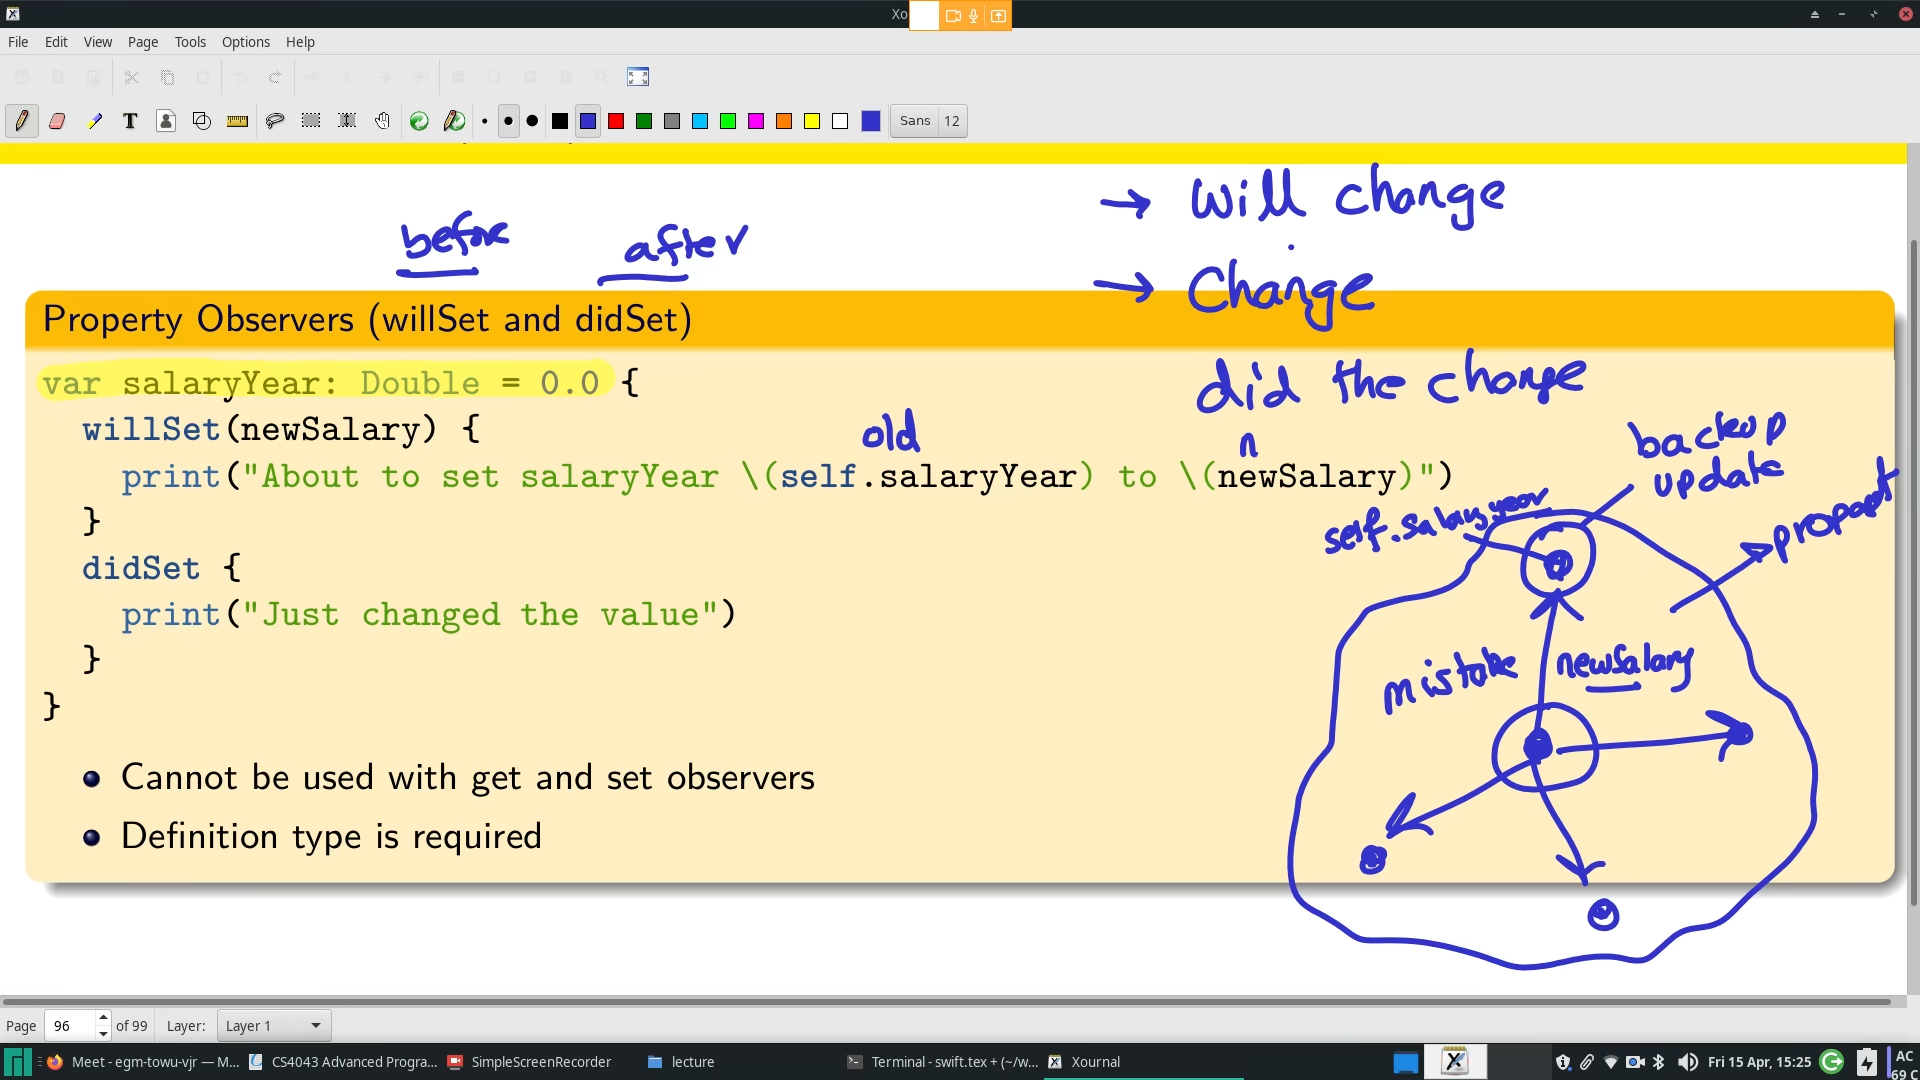 Xo
File Edit View Page Tools Options Help
T
Sans 12
before after
→ Will change
→ Change
did the change
Property Observers (willSet and didSet)
var salaryYear: Double = 0.0 {
willSet(newSalary) {
old n
print("About to set salaryYear \(self.salaryYear) to \(newSalary)")
}
didSet {
print("Just changed the value")
}
}
backup
update
self.salaryyear
mistake newSalary
• Cannot be used with get and set observers
• Definition type is required
Page 96 of 99 Layer: Layer 1
Meet - egm-towu-vjr — M... CS4043 Advanced Progra... SimpleScreenRecorder lecture Terminal - swift.tex + (~/w... Xournal Fri 15 Apr, 15:25 AC
69 C